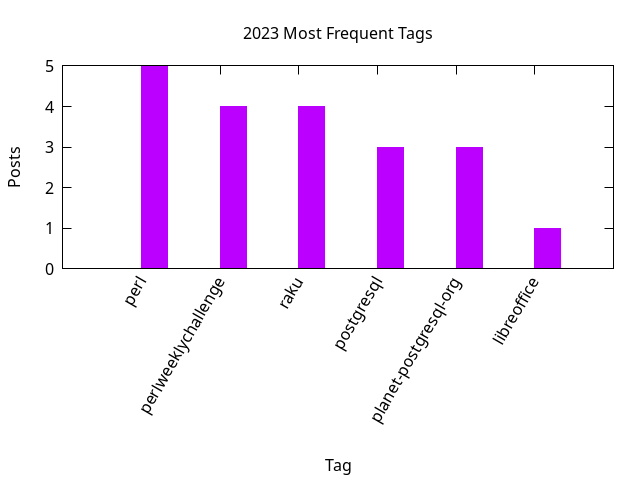 2023 Most Frequent Tags
Posts
5
4
3
2
1
0
perl
perlweeklychallenge
raku
postgresql
planet-postgresql-org
libreoffice
Tag